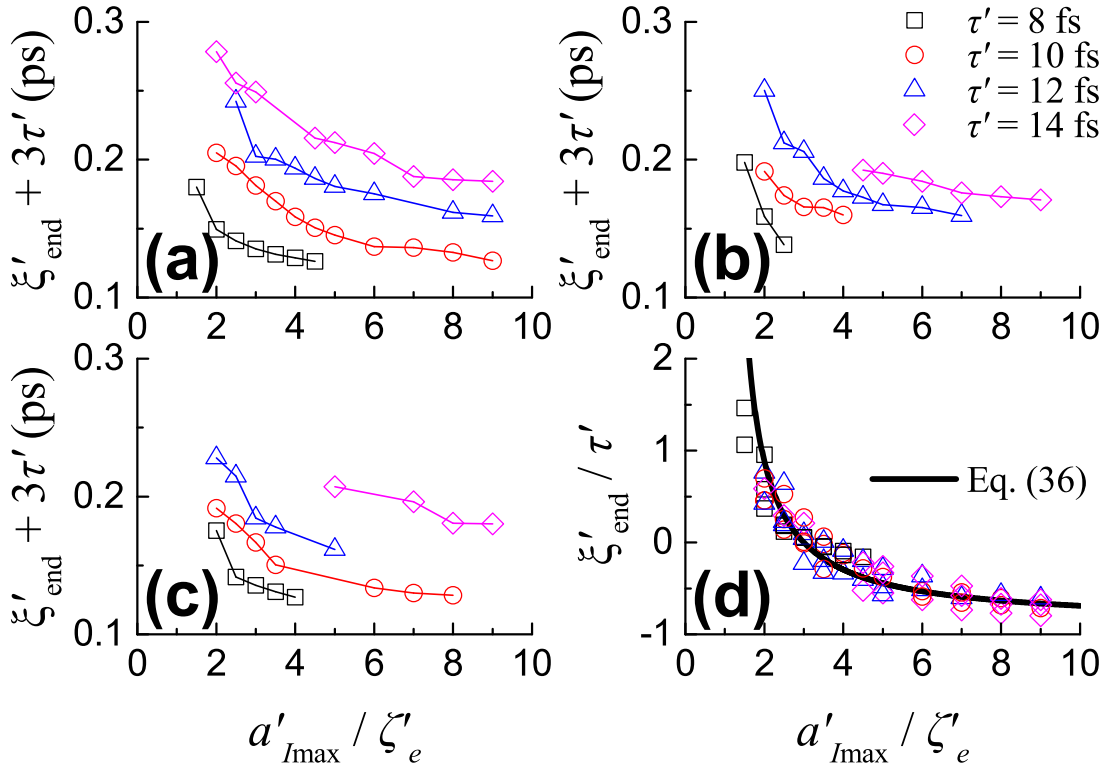 0.3
0.2
0.1
ξ′end + 3τ′ (ps)
(a)
0 2 4 6 8 10
0.3
0.2
0.1
ξ′end + 3τ′ (ps)
(b)
0 2 4 6 8 10
τ′ = 8 fs
τ′ = 10 fs
τ′ = 12 fs
τ′ = 14 fs
0.3
0.2
0.1
ξ′end + 3τ′ (ps)
(c)
0 2 4 6 8 10
a′Imax / ζ′e
2
1
0
-1
ξ′end / τ′
Eq. (36)
(d)
0 2 4 6 8 10
a′Imax / ζ′e